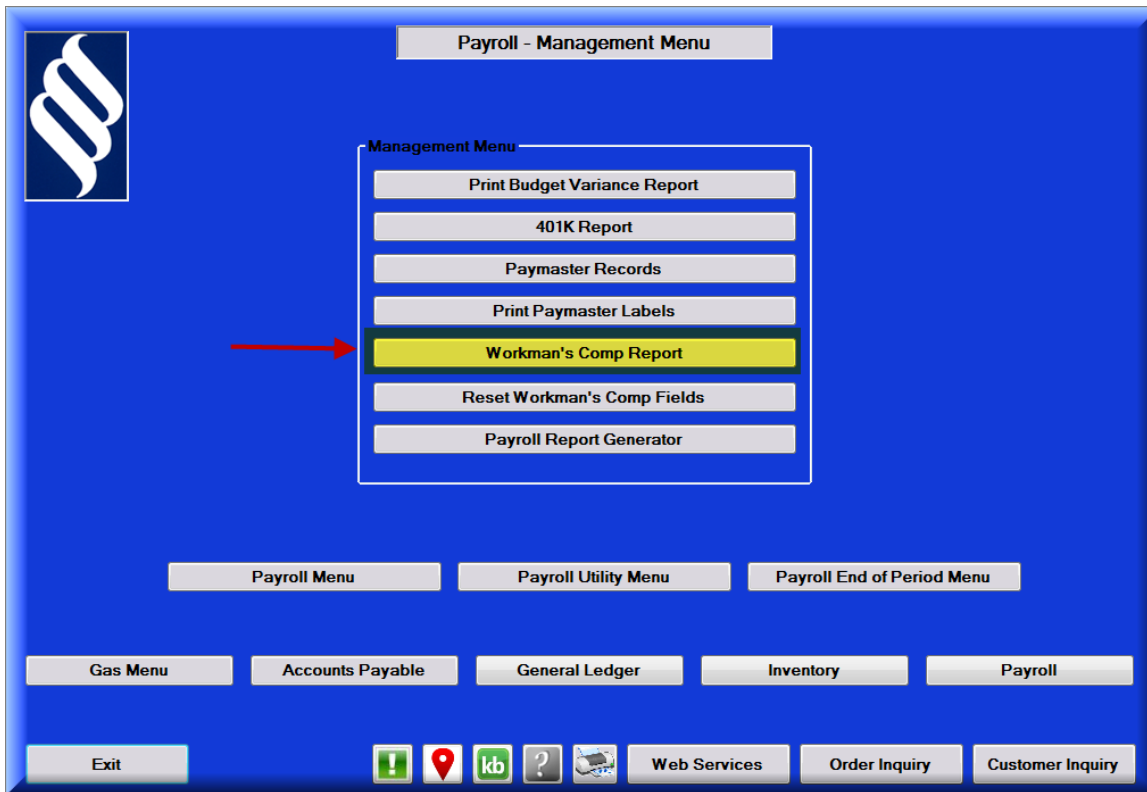 Payroll - Management Menu
Management Menu
Print Budget Variance Report
401K Report
Paymaster Records
Print Paymaster Labels
Workman's Comp Report
Reset Workman's Comp Fields
Payroll Report Generator
Payroll Menu
Payroll Utility Menu
Payroll End of Period Menu
Gas Menu
Accounts Payable
General Ledger
Inventory
Payroll
Exit
!
kb
?
Web Services
Order Inquiry
Customer Inquiry